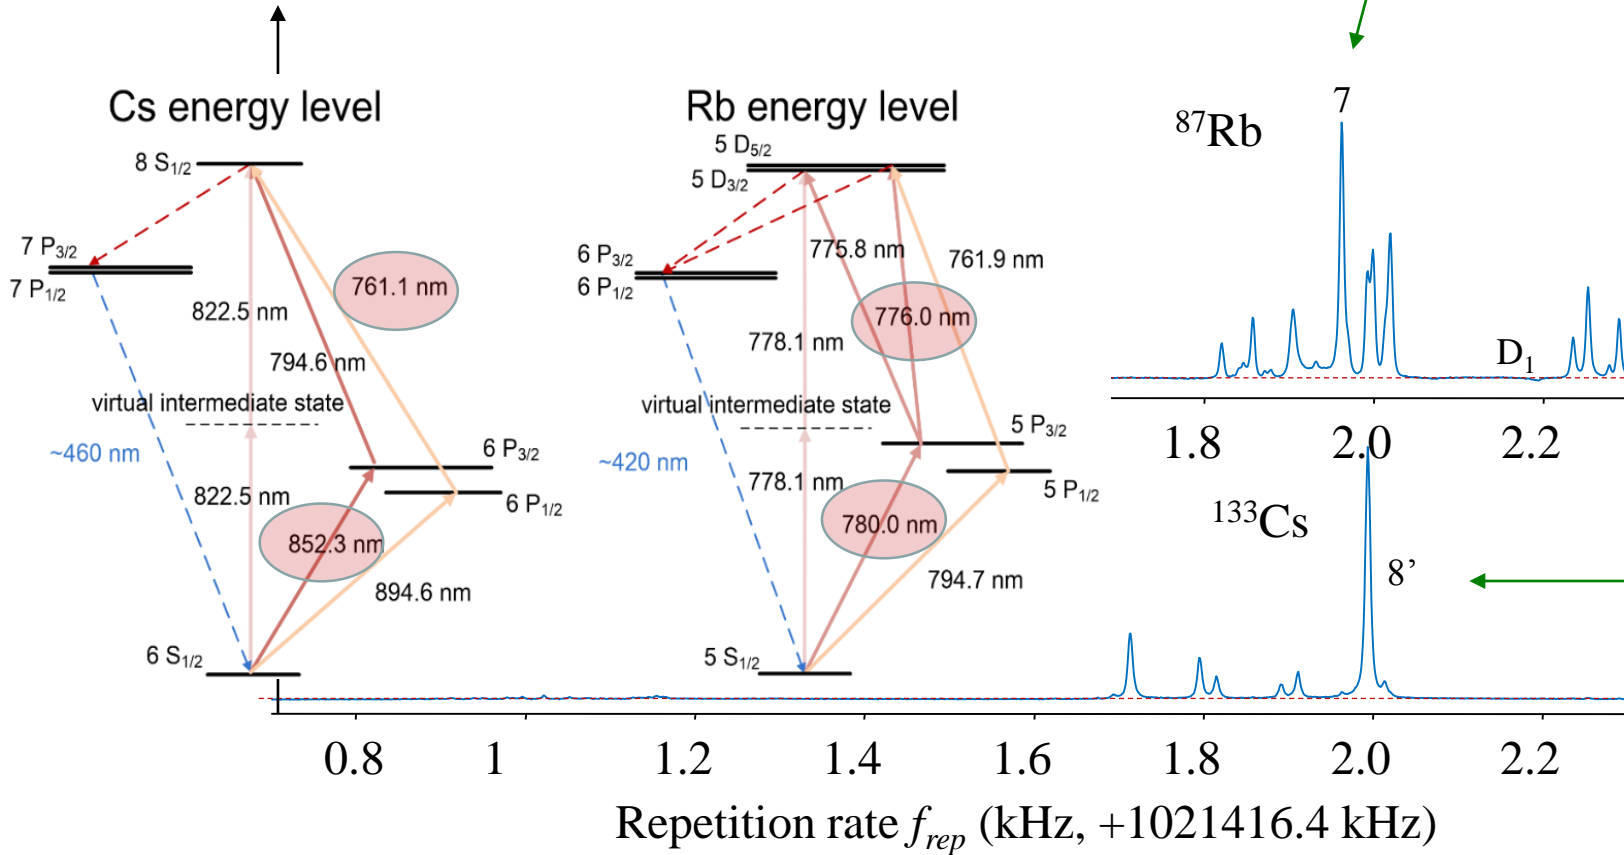 Cs energy level
8 S1/2
7 P3/2
7 P1/2
822.5 nm
761.1 nm
794.6 nm
virtual intermediate state
~460 nm
6 P3/2
822.5 nm
6 P1/2
852.3 nm
894.6 nm
6 S1/2
Rb energy level
5 D5/2
5 D3/2
775.8 nm
761.9 nm
6 P3/2
6 P1/2
776.0 nm
778.1 nm
virtual intermediate state
5 P3/2
~420 nm
778.1 nm
5 P1/2
780.0 nm
794.7 nm
5 S1/2
87Rb
7
D1
1.8 2.0 2.2
133Cs
8’
0.8 1 1.2 1.4 1.6 1.8 2.0 2.2
Repetition rate frep (kHz, +1021416.4 kHz)